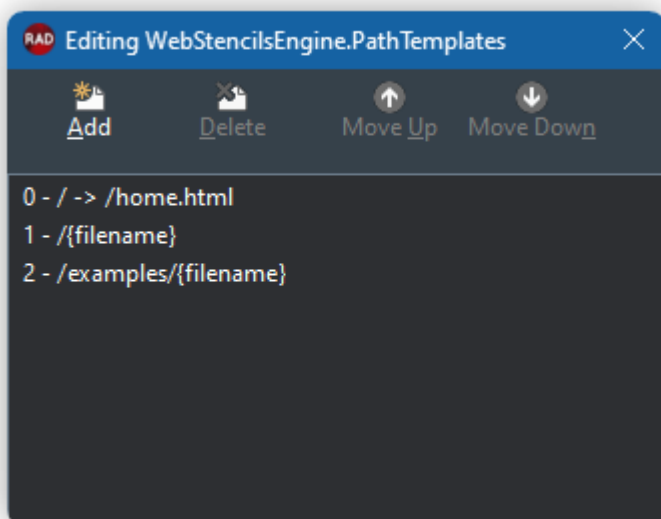 RAD Editing WebStencilsEngine.PathTemplates
Add Delete Move Up Move Down
0 - / -> /home.html
1 - /{filename}
2 - /examples/{filename}